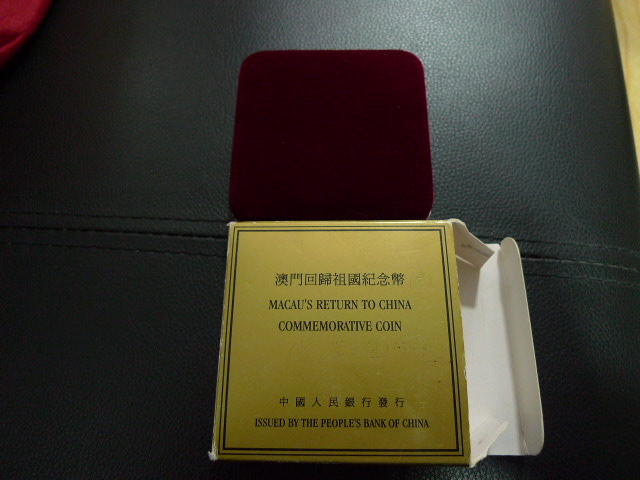 澳門回歸祖國紀念幣
MACAU'S RETURN TO CHINA
COMMEMORATIVE COIN
中國人民銀行發行
ISSUED BY THE PEOPLE'S BANK OF CHINA